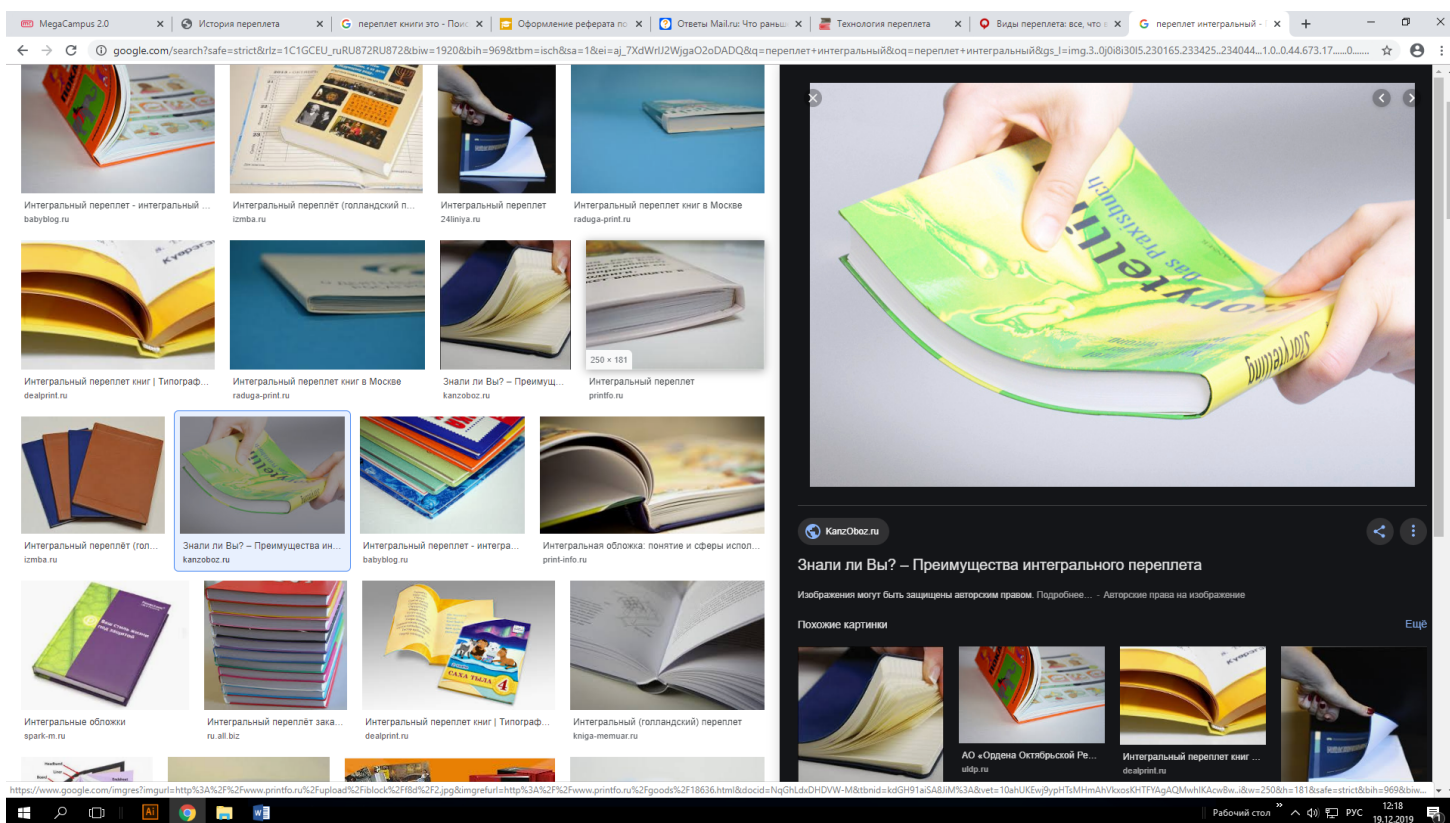 MegaCampus 2.0
История переплета
переплет книги это - Поис
Оформление реферата по
Ответы Mail.ru: Что раньш
Технология переплета
Виды переплета: все, что
переплет интегральный -
google.com/search?safe=strict&rlz=1C1GCEU_ruRU872RU872&biw=1920&bih=969&tbm=isch&sa=1&ei=aj_7XdWrlJ2WjgaO2oDADQ&q=переплет+интегральный&oq=переплет+интегральный&gs_l=img.3..0j0i8i30l5.230165.233425..234044...1.0..0.44.673.17......0.......
Интегральный переплет - интегральный ...
babyblog.ru
Интегральный переплёт (голландский п...
izmba.ru
Интегральный переплет
24liniya.ru
Интегральный переплет книг в Москве
raduga-print.ru
250 × 181
Интегральный переплет книг | Типограф...
dealprint.ru
Интегральный переплет книг в Москве
raduga-print.ru
Знали ли Вы? – Преимущ...
kanzoboz.ru
Интегральный переплет
printfo.ru
Интегральный переплёт (гол...
izmba.ru
Знали ли Вы? – Преимущества ин...
kanzoboz.ru
Интегральный переплет - интегра...
babyblog.ru
Интегральная обложка: понятие и сферы испол...
print-info.ru
САХА ТЫЛА 4
Интегральные обложки
spark-m.ru
Интегральный переплёт зака...
ru.all.biz
Интегральный переплет книг | Типограф...
dealprint.ru
Интегральный (голландский) переплет
kniga-memuar.ru
das Praxisbuch
Storytelling
KanzOboz.ru
Знали ли Вы? – Преимущества интегрального переплета
Изображения могут быть защищены авторским правом. Подробнее... - Авторские права на изображение
Похожие картинки
Ещё
АО «Ордена Октябрьской Ре...
uldp.ru
Интегральный переплет книг ...
dealprint.ru
https://www.google.com/imgres?imgurl=http%3A%2F%2Fwww.printfo.ru%2Fupload%2Fiblock%2Ff8d%2F2.jpg&imgrefurl=http%3A%2F%2Fwww.printfo.ru%2Fgoods%2F18636.html&docid=NqGhLdxDHDVW-M&tbnid=kdGH91aiSA8JiM%3A&vet=10ahUKEwj9ypHTsMHmAhVkxosKHTFYAgAQMwhIKAcwBw..i&w=250&h=181&safe=strict&bih=969&biw...
Рабочий стол
РУС
12:18
19.12.2019